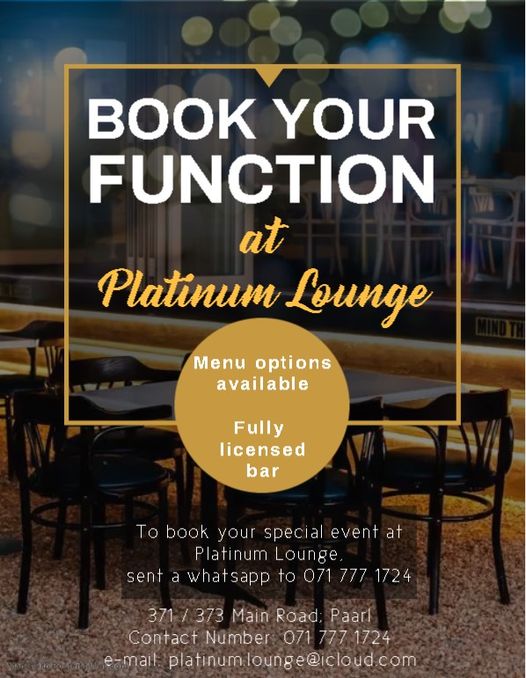 BOOK YOUR
FUNCTION
at
Platinum Lounge
MIND TH
Menu options
available
Fully
licensed
bar
To book your special event at
Platinum Lounge,
sent a whatsapp to 071 777 1724
371 / 373 Main Road; Paarl
Contact Number: 071 777 1724
e-mail: platinum.lounge@icloud.com